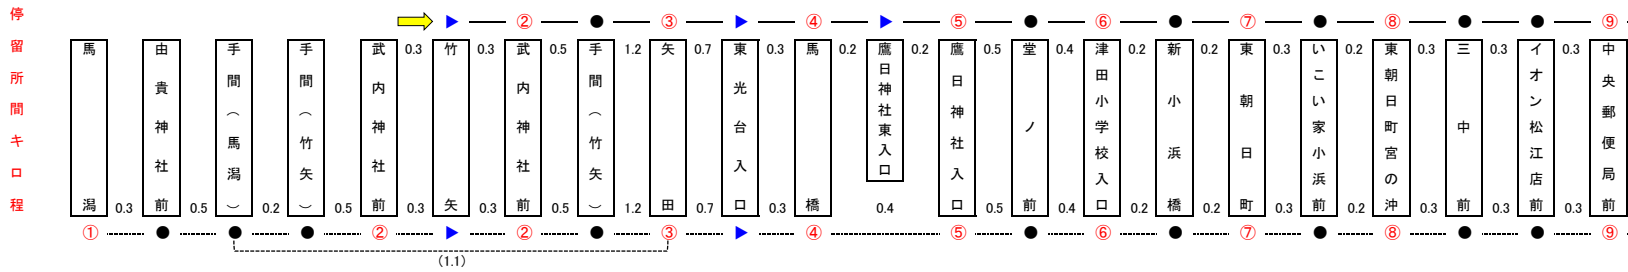 停留所間キロ程
② ③ ④ ⑤ ⑥ ⑦ ⑧ ⑨
0.3 0.3 0.5 1.2 0.7 0.3 0.2 0.2 0.5 0.4 0.2 0.2 0.3 0.2 0.3 0.3 0.3
馬潟
由貴神社前
手間（馬潟）
手間（竹矢）
武内神社前
竹矢
武内神社前
手間（竹矢）
矢田
東光台入口
馬橋
鷹日神社東入口
鷹日神社入口
堂ノ前
津田小学校入口
新小浜橋
東朝日町
いこい家小浜前
東朝日町宮の沖
三中前
イオン松江店前
中央郵便局前
0.3 0.5 0.2 0.5 0.3 0.3 0.5 1.2 0.7 0.3 0.4 0.5 0.4 0.2 0.2 0.3 0.2 0.3 0.3 0.3
① ② ② ③ ④ ⑤ ⑥ ⑦ ⑧ ⑨
(1.1)